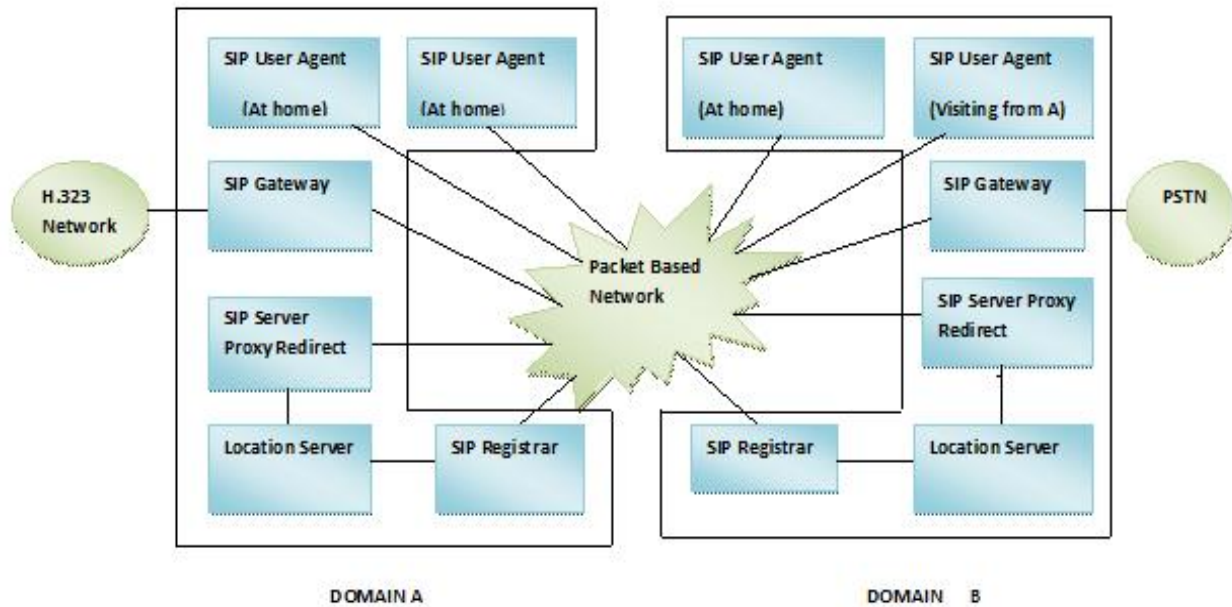 SIP User Agent
(At home)
SIP User Agent
(At home)
SIP User Agent
(At home)
SIP User Agent
(Visiting from A)
H.323
Network
SIP Gateway
SIP Gateway
PSTN
Packet Based
Network
SIP Server
Proxy Redirect
SIP Server Proxy
Redirect
Location Server
SIP Registrar
SIP Registrar
Location Server
DOMAIN A
DOMAIN B